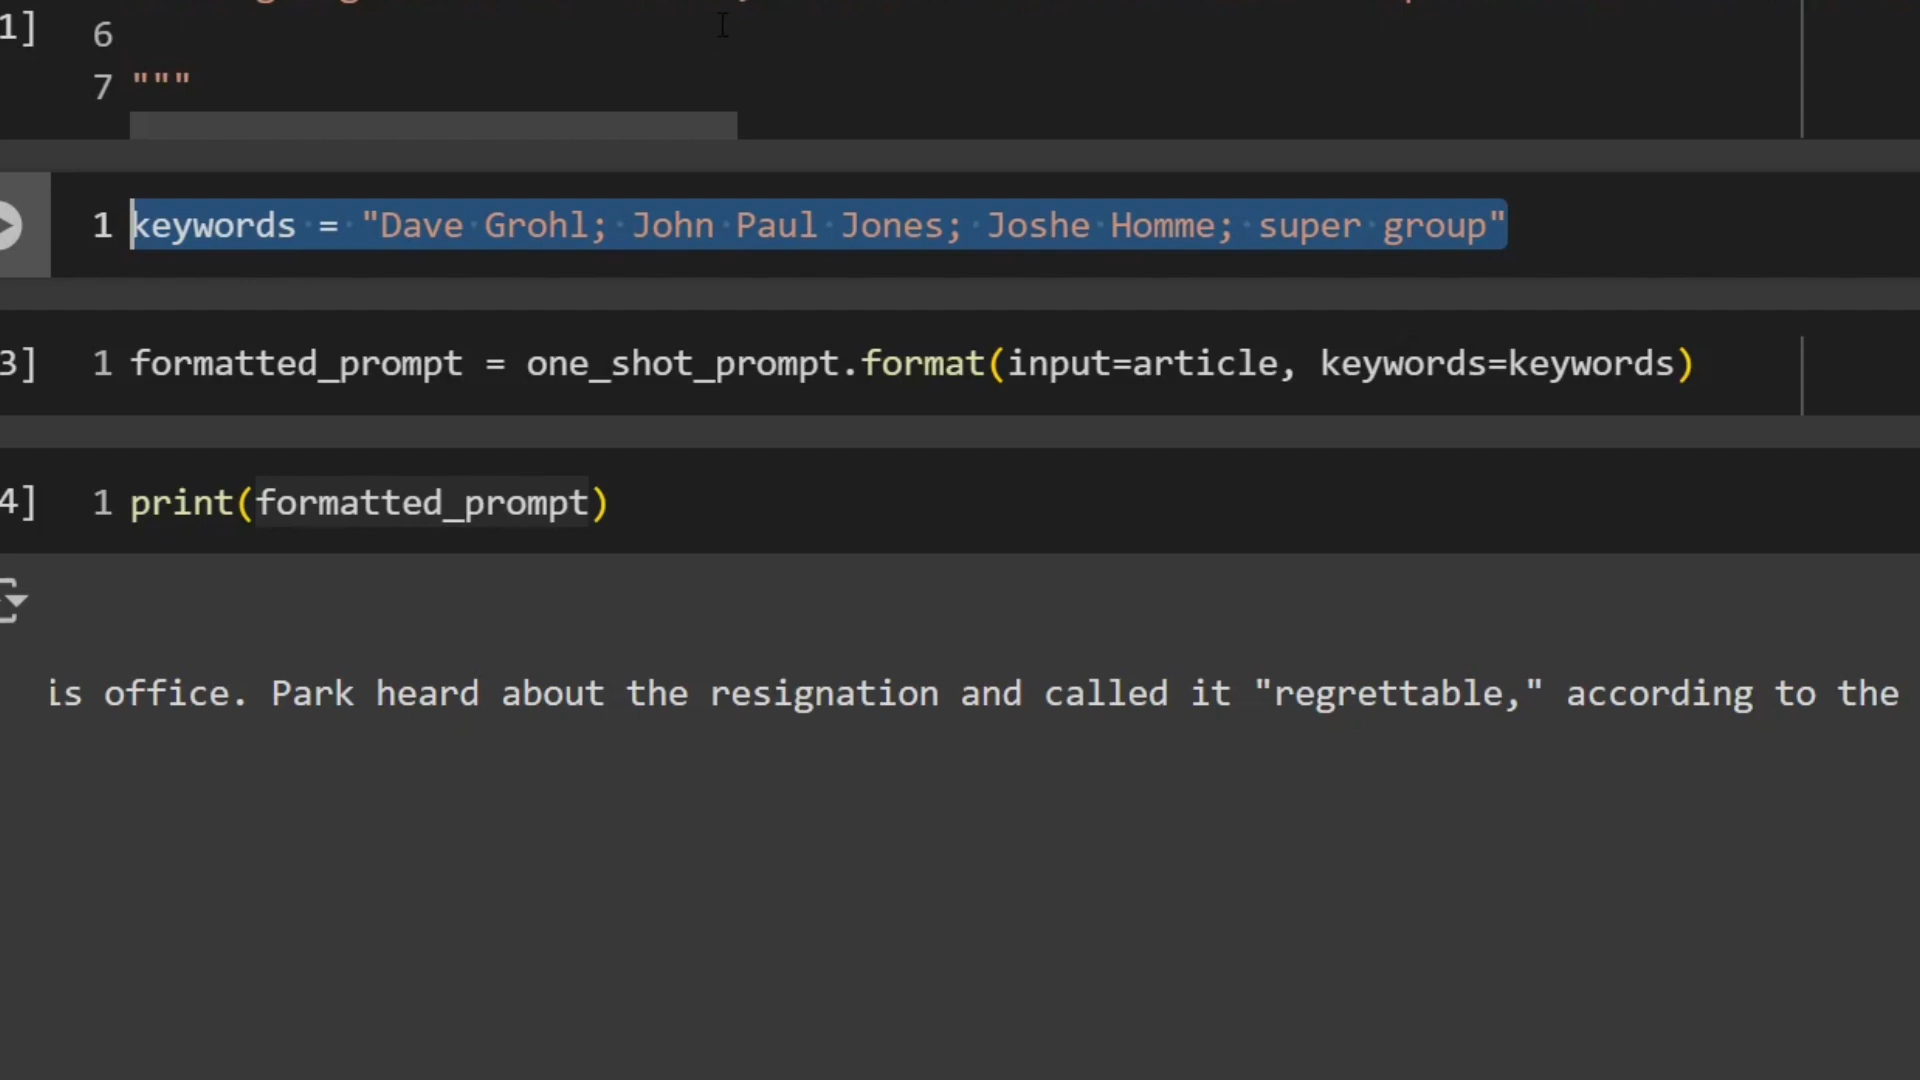 1]
6
7 """
1 keywords = "Dave Grohl; John Paul Jones; Joshe Homme; super group"
3] 1 formatted_prompt = one_shot_prompt.format(input=article, keywords=keywords)
4] 1 print(formatted_prompt)
is office. Park heard about the resignation and called it "regrettable," according to the